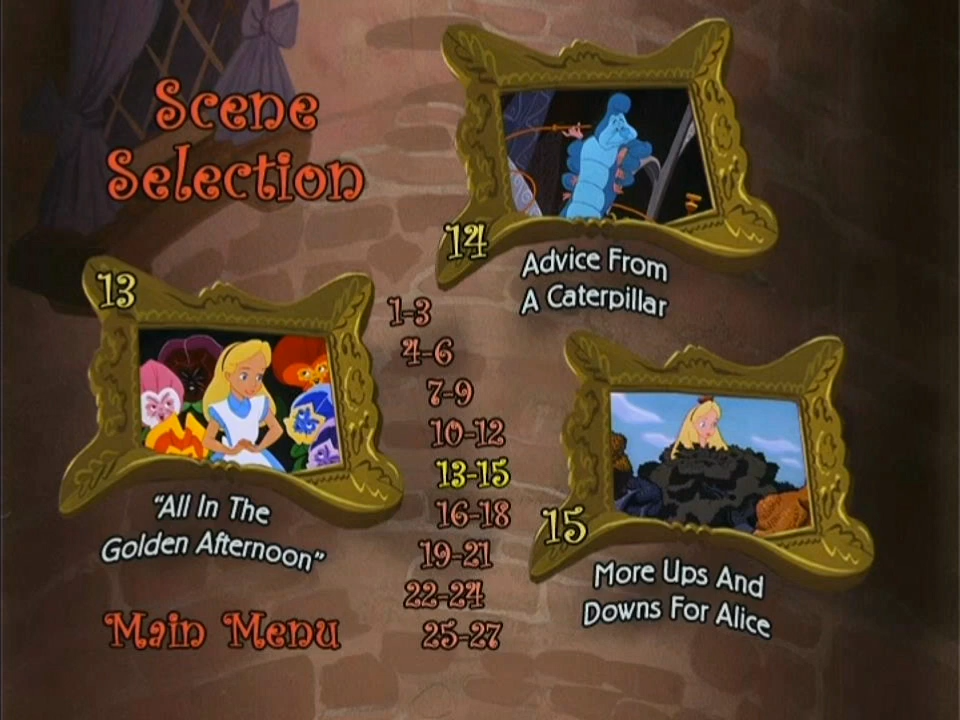 Scene
Selection
14
Advice From
A Caterpillar
13
"All In The
Golden Afternoon"
1-3
4-6
7-9
10-12
13-15
16-18
19-21
22-24
25-27
15
More Ups And
Downs For Alice
Main Menu